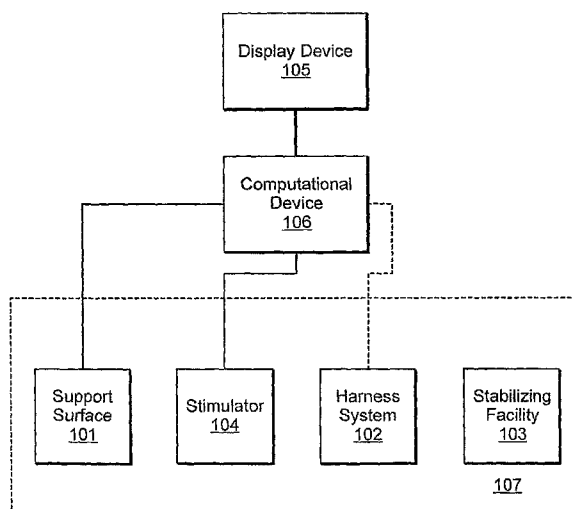 Display Device
105
Computational
Device
106
Support
Surface
101
Stimulator
104
Harness
System
102
Stabilizing
Facility
103
107